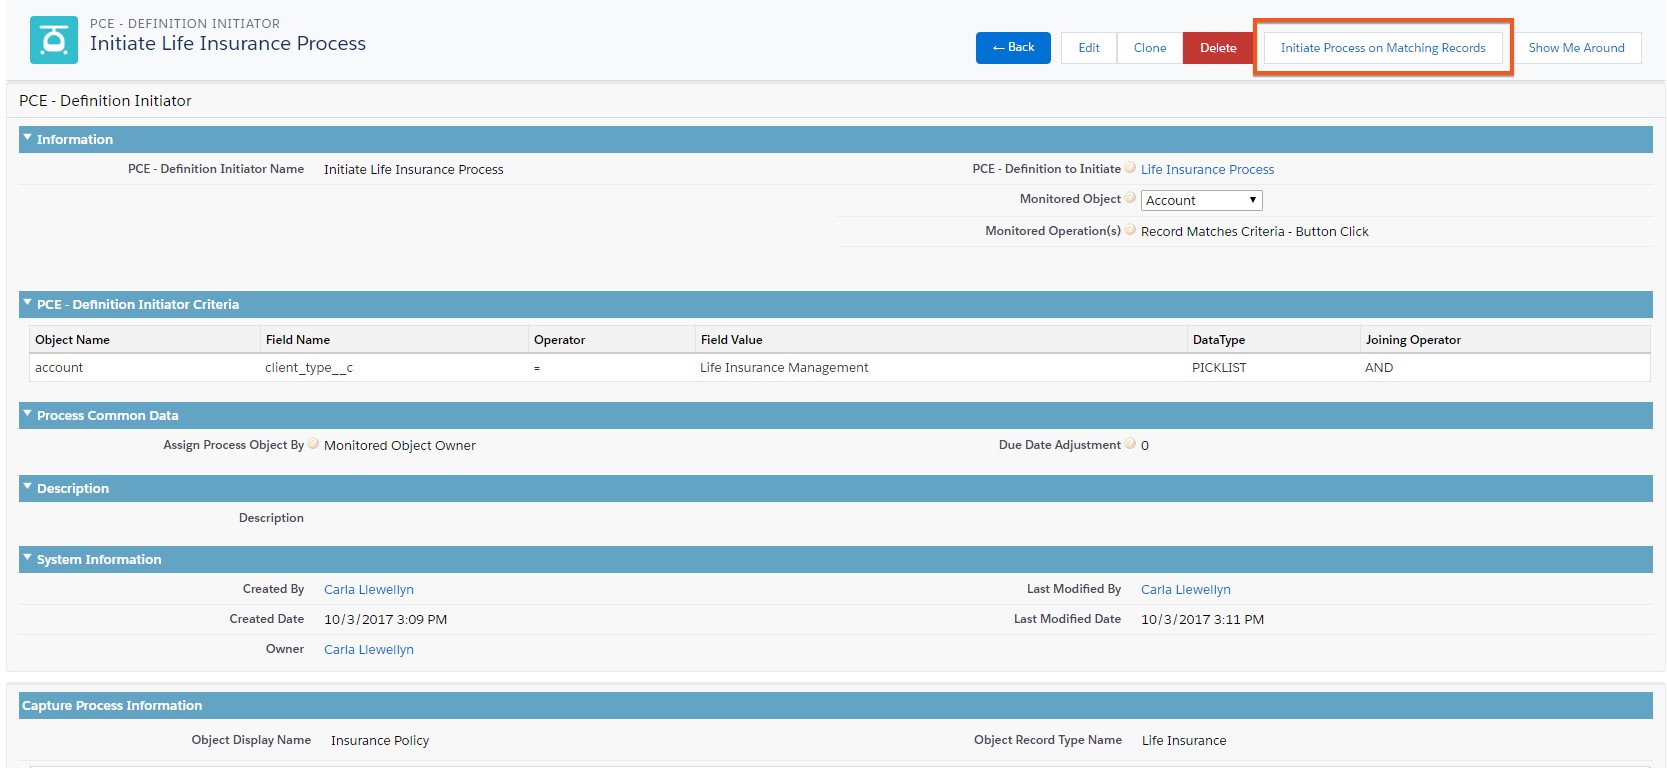 PCE - DEFINITION INITIATOR
Initiate Life Insurance Process
← Back Edit Clone Delete Initiate Process on Matching Records Show Me Around
PCE - Definition Initiator
Information
PCE - Definition Initiator Name Initiate Life Insurance Process PCE - Definition to Initiate ? Life Insurance Process
Monitored Object ? Account
Monitored Operation(s) ? Record Matches Criteria - Button Click
PCE - Definition Initiator Criteria
Object Name Field Name Operator Field Value DataType Joining Operator
account client_type__c = Life Insurance Management PICKLIST AND
Process Common Data
Assign Process Object By ? Monitored Object Owner Due Date Adjustment ? 0
Description
Description
System Information
Created By Carla Llewellyn Last Modified By Carla Llewellyn
Created Date 10/3/2017 3:09 PM Last Modified Date 10/3/2017 3:11 PM
Owner Carla Llewellyn
Capture Process Information
Object Display Name Insurance Policy Object Record Type Name Life Insurance